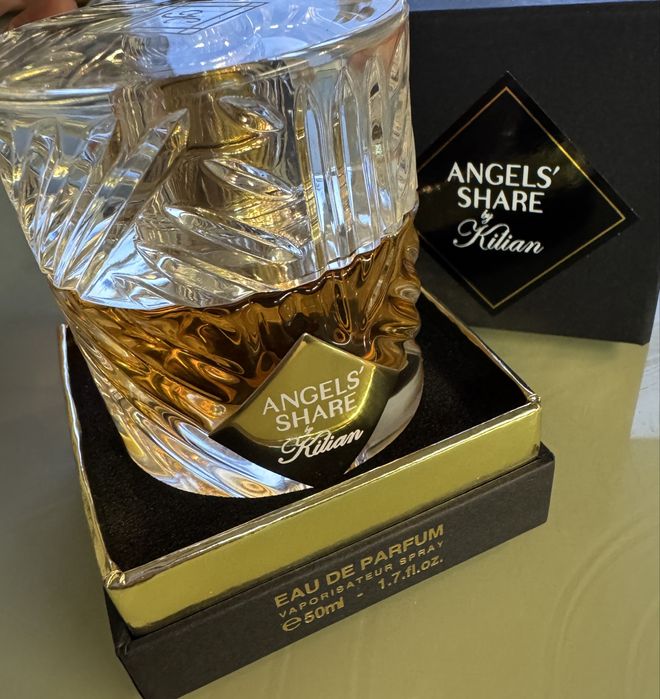 ANGELS'
SHARE
by
Kilian
ANGELS'
SHARE
by
Kilian
EAU DE PARFUM
VAPORISATEUR SPRAY
℮50ml - 1.7.fl.oz.